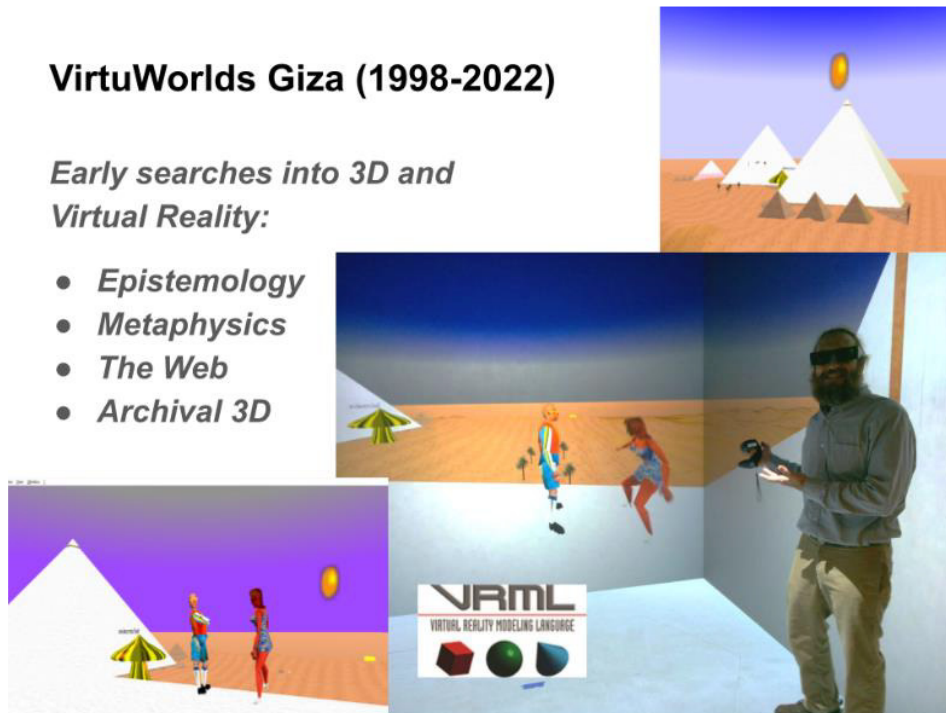 VirtuWorlds Giza (1998-2022)
Early searches into 3D and
Virtual Reality:
● Epistemology
● Metaphysics
● The Web
● Archival 3D
VRML
VIRTUAL REALITY MODELING LANGUAGE